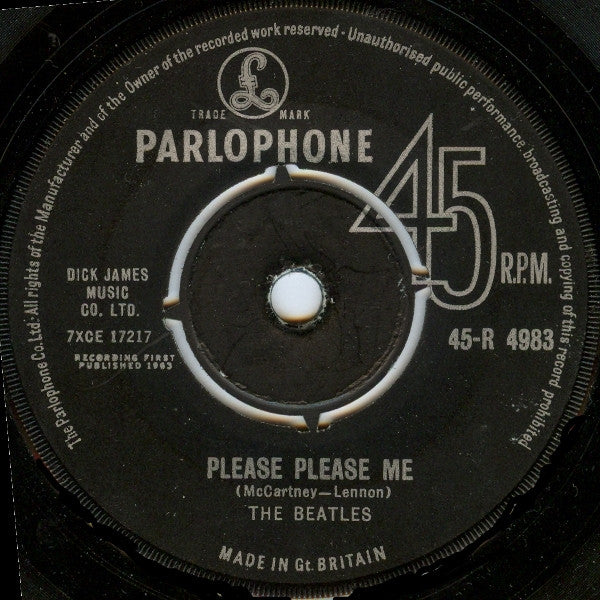 The Parlophone Co.Ltd. All rights of the Manufacturer and of the Owner of the recorded work reserved · Unauthorised public performance, broadcasting and copying of this record prohibited
£
TRADE MARK
PARLOPHONE
45
R.P.M.
DICK JAMES
MUSIC
CO. LTD.
7XCE 17217
RECORDING FIRST
PUBLISHED 1963
45-R 4983
PLEASE PLEASE ME
(McCartney—Lennon)
THE BEATLES
MADE IN Gt. BRITAIN